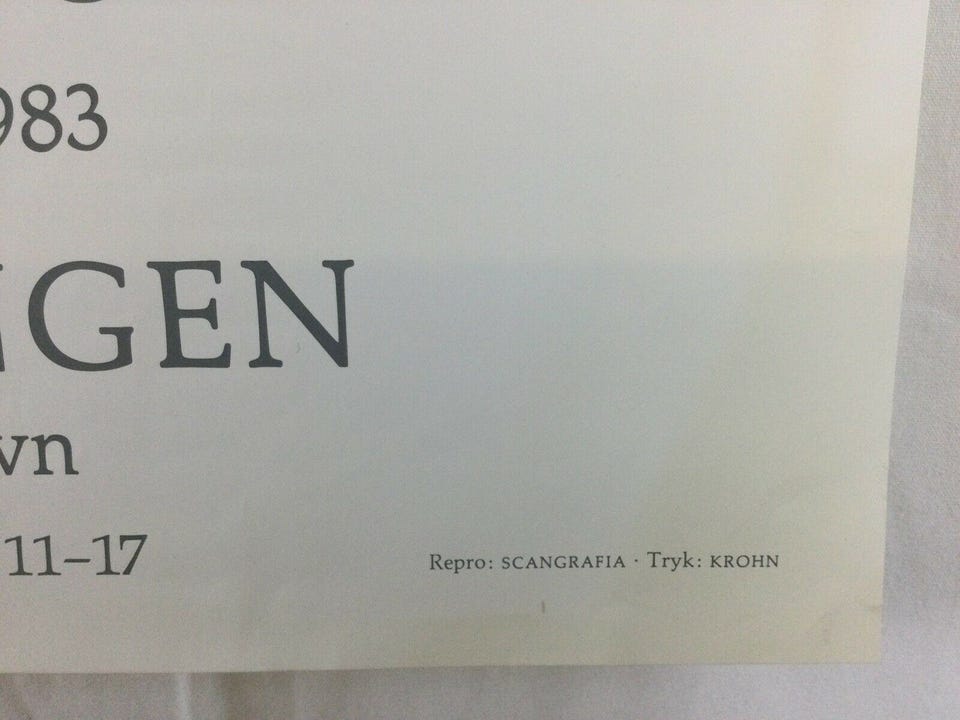 983
GEN
vn
11–17
Repro: SCANGRAFIA · Tryk: KROHN